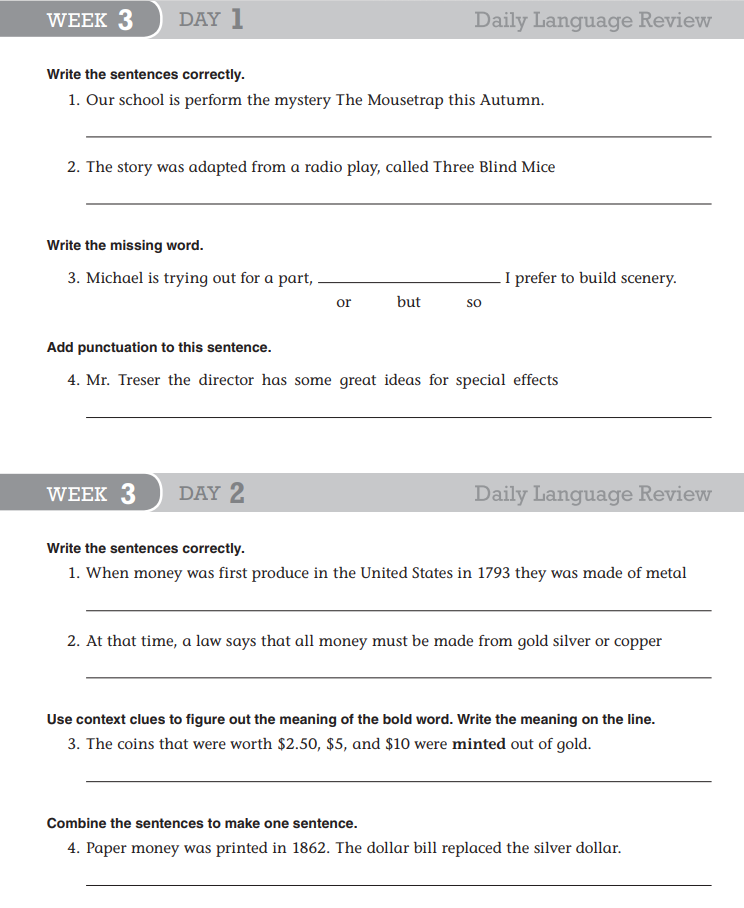 WEEK 3 DAY 1 Daily Language Review
Write the sentences correctly.
1. Our school is perform the mystery The Mousetrap this Autumn.
2. The story was adapted from a radio play, called Three Blind Mice
Write the missing word.
3. Michael is trying out for a part, ____________ I prefer to build scenery.
or but so
Add punctuation to this sentence.
4. Mr. Treser the director has some great ideas for special effects
WEEK 3 DAY 2 Daily Language Review
Write the sentences correctly.
1. When money was first produce in the United States in 1793 they was made of metal
2. At that time, a law says that all money must be made from gold silver or copper
Use context clues to figure out the meaning of the bold word. Write the meaning on the line.
3. The coins that were worth $2.50, $5, and $10 were minted out of gold.
Combine the sentences to make one sentence.
4. Paper money was printed in 1862. The dollar bill replaced the silver dollar.